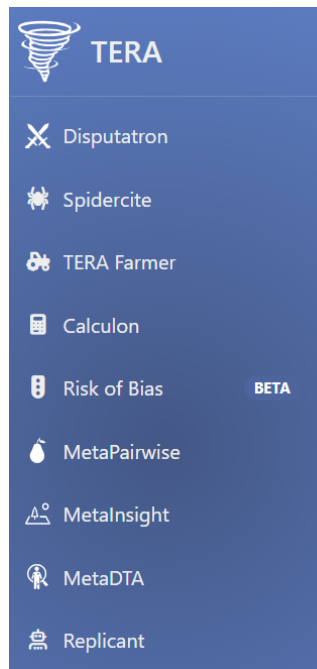 TERA
Disputatron
Spidercite
TERA Farmer
Calculon
Risk of Bias BETA
MetaPairwise
MetaInsight
MetaDTA
Replicant